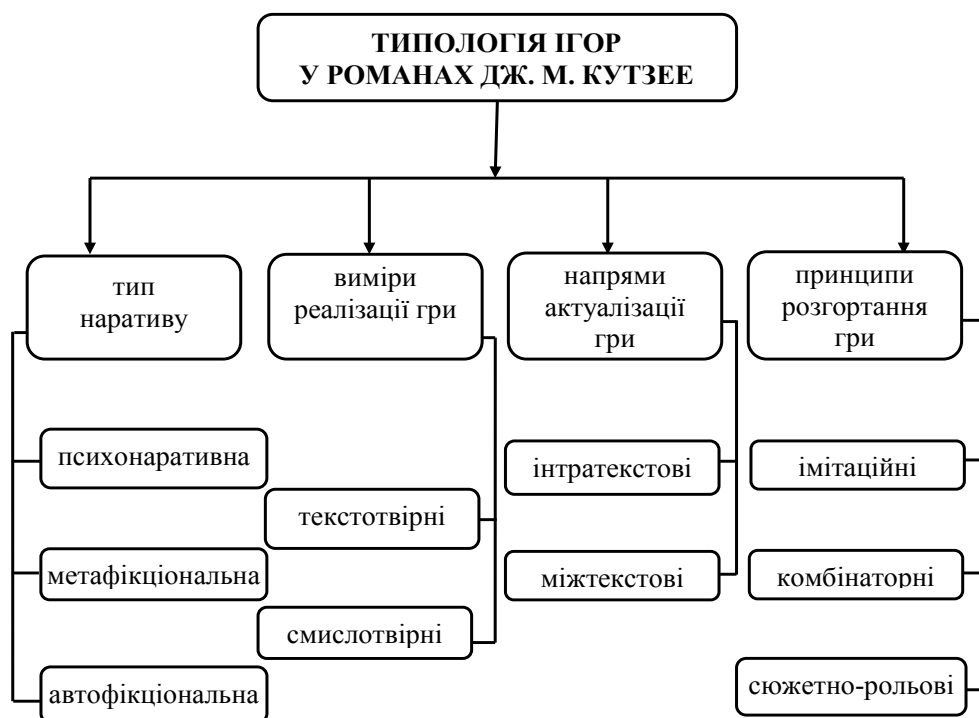 ТИПОЛОГІЯ ІГОР
У РОМАНАХ ДЖ. М. КУТЗЕЕ
тип
наративу
виміри
реалізації гри
напрями
актуалізації
гри
принципи
розгортання
гри
психонаративна
метафікціональна
автофікціональна
текстотвірні
смислотвірні
інтратекстові
міжтекстові
імітаційні
комбінаторні
сюжетно-рольові